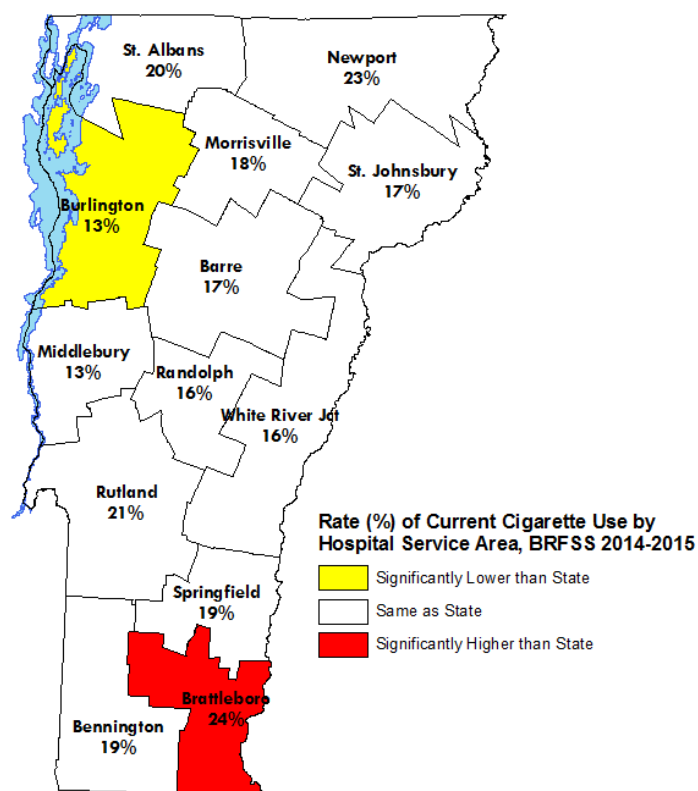 St. Albans
20%
Newport
23%
Morrisville
18%
St. Johnsbury
17%
Burlington
13%
Barre
17%
Middlebury
13%
Randolph
16%
White River Jct
16%
Rutland
21%
Springfield
19%
Brattleboro
24%
Bennington
19%
Rate (%) of Current Cigarette Use by
Hospital Service Area, BRFSS 2014-2015
Significantly Lower than State
Same as State
Significantly Higher than State